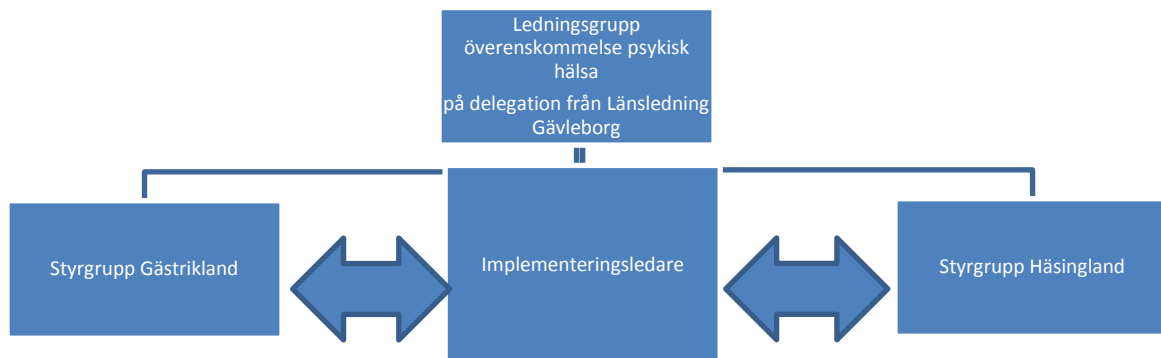 Ledningsgrupp
överenskommelse psykisk
hälsa
på delegation från Länsledning
Gävleborg
Styrgrupp Gästrikland
Implementeringsledare
Styrgrupp Häsingland